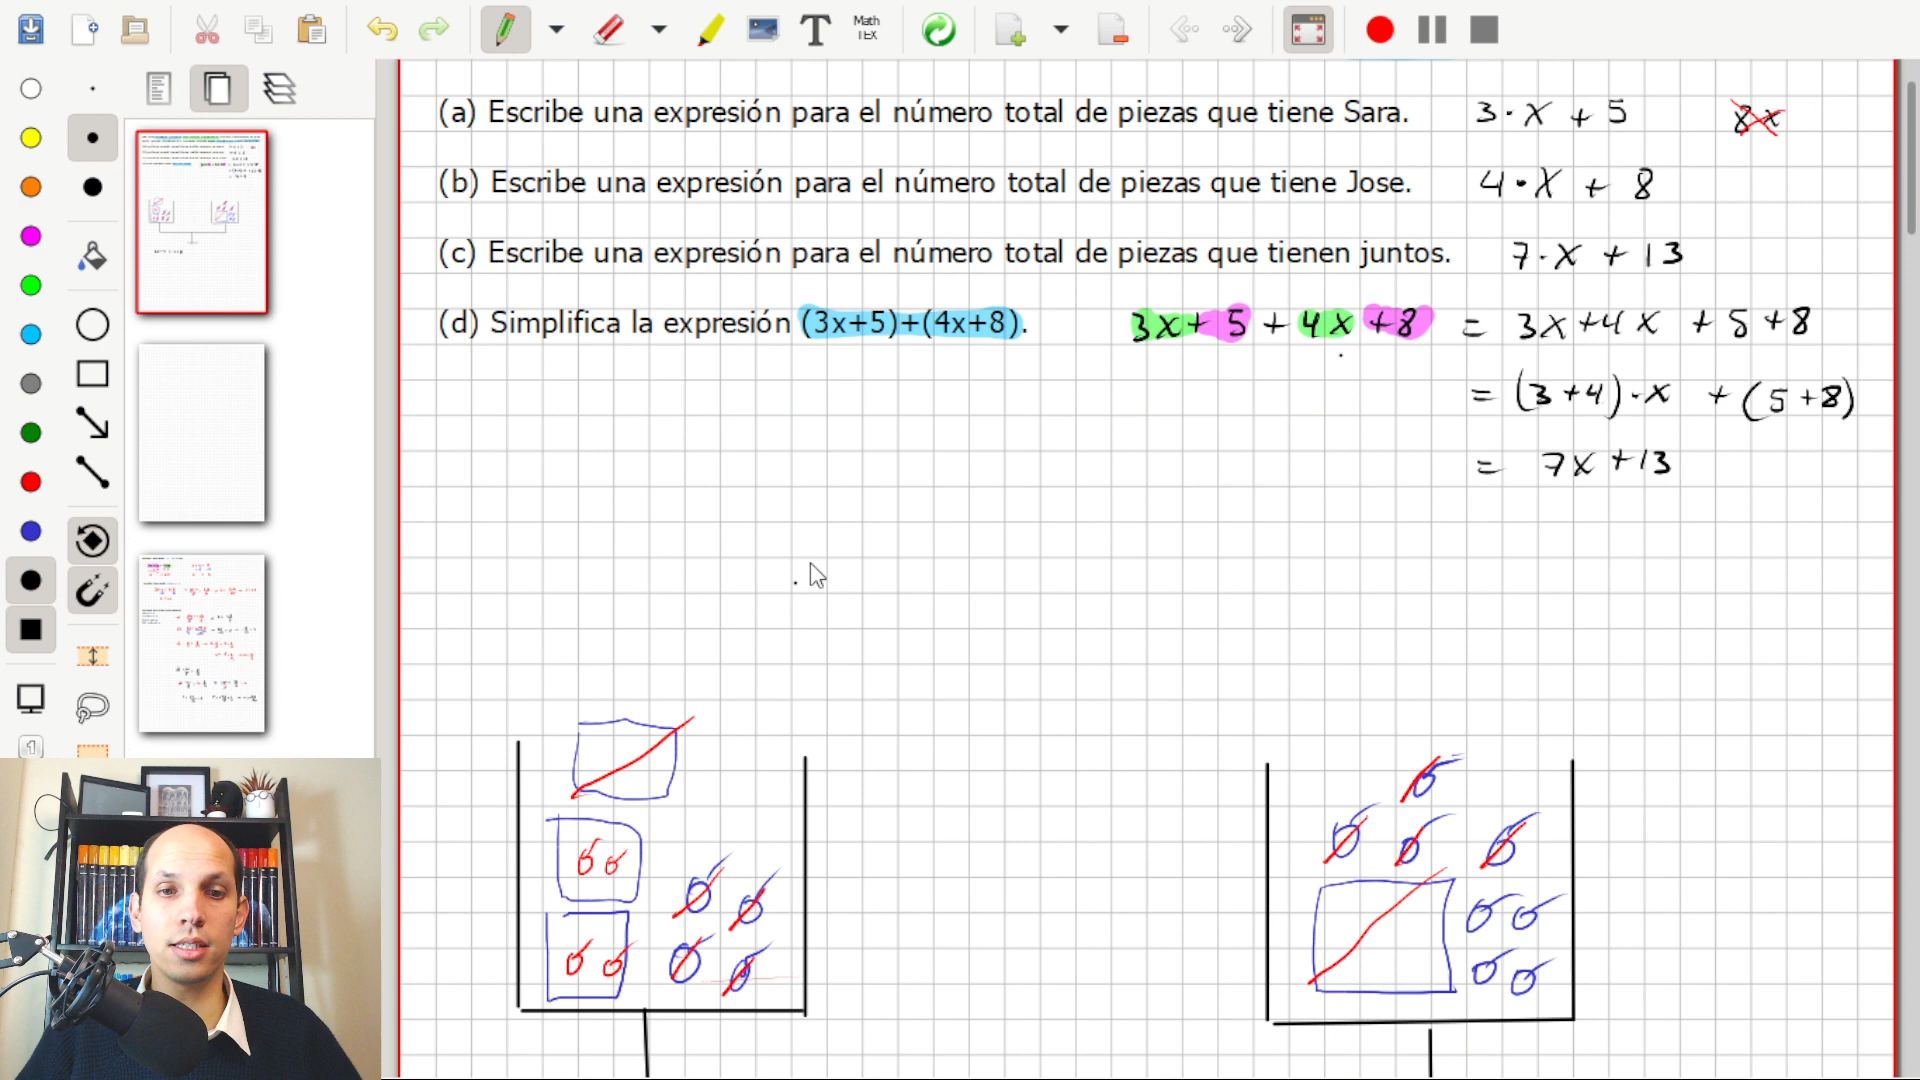 Math
TEX
(a) Escribe una expresión para el número total de piezas que tiene Sara. 3·x + 5 8x
(b) Escribe una expresión para el número total de piezas que tiene Jose. 4·x + 8
(c) Escribe una expresión para el número total de piezas que tienen juntos. 7·x + 13
(d) Simplifica la expresión (3x+5)+(4x+8). 3x+ 5 + 4x +8 = 3x+4x + 5+8
= (3+4)·x + (5+8)
= 7x+13
1